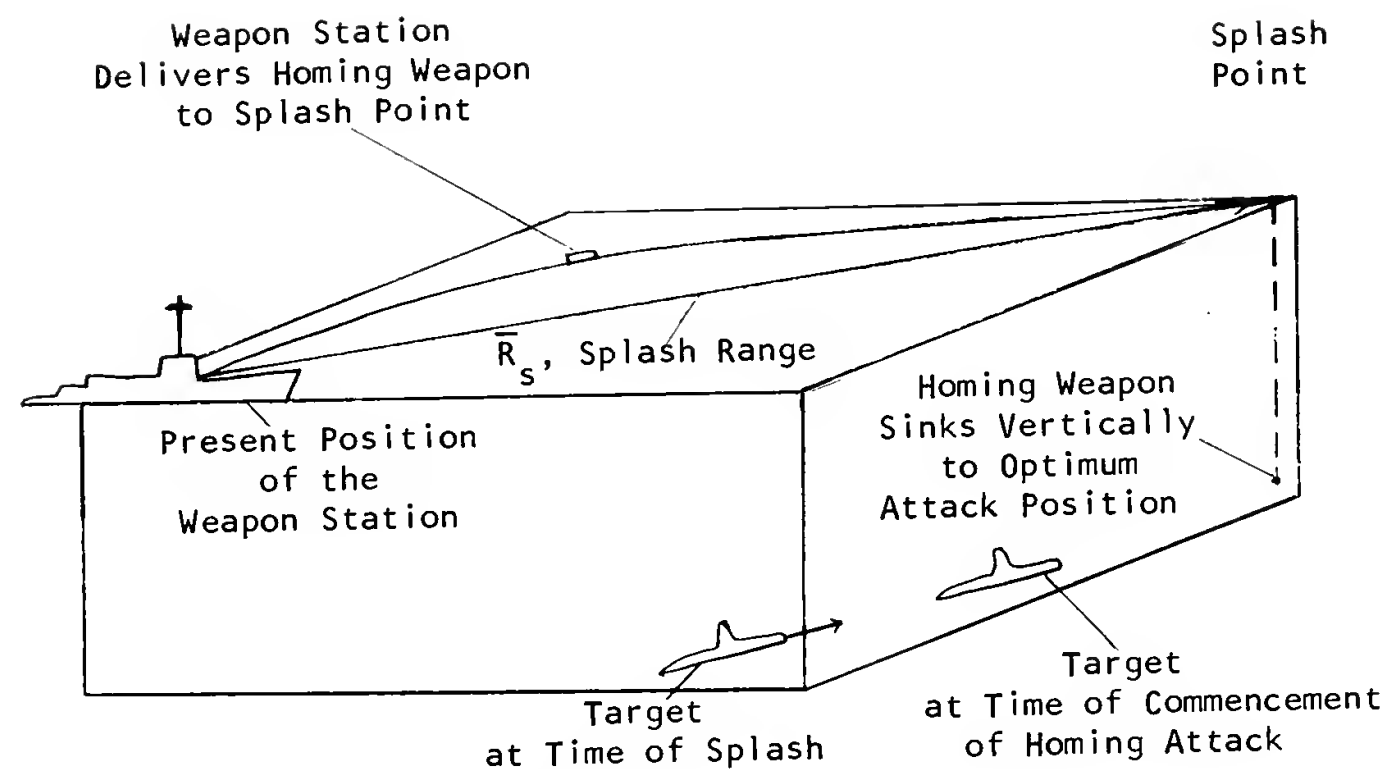 Weapon Station
Delivers Homing Weapon
to Splash Point
Splash
Point
R̅s, Splash Range
Homing Weapon
Sinks Vertically
to Optimum
Attack Position
Present Position
of the
Weapon Station
Target
at Time of Splash
Target
at Time of Commencement
of Homing Attack